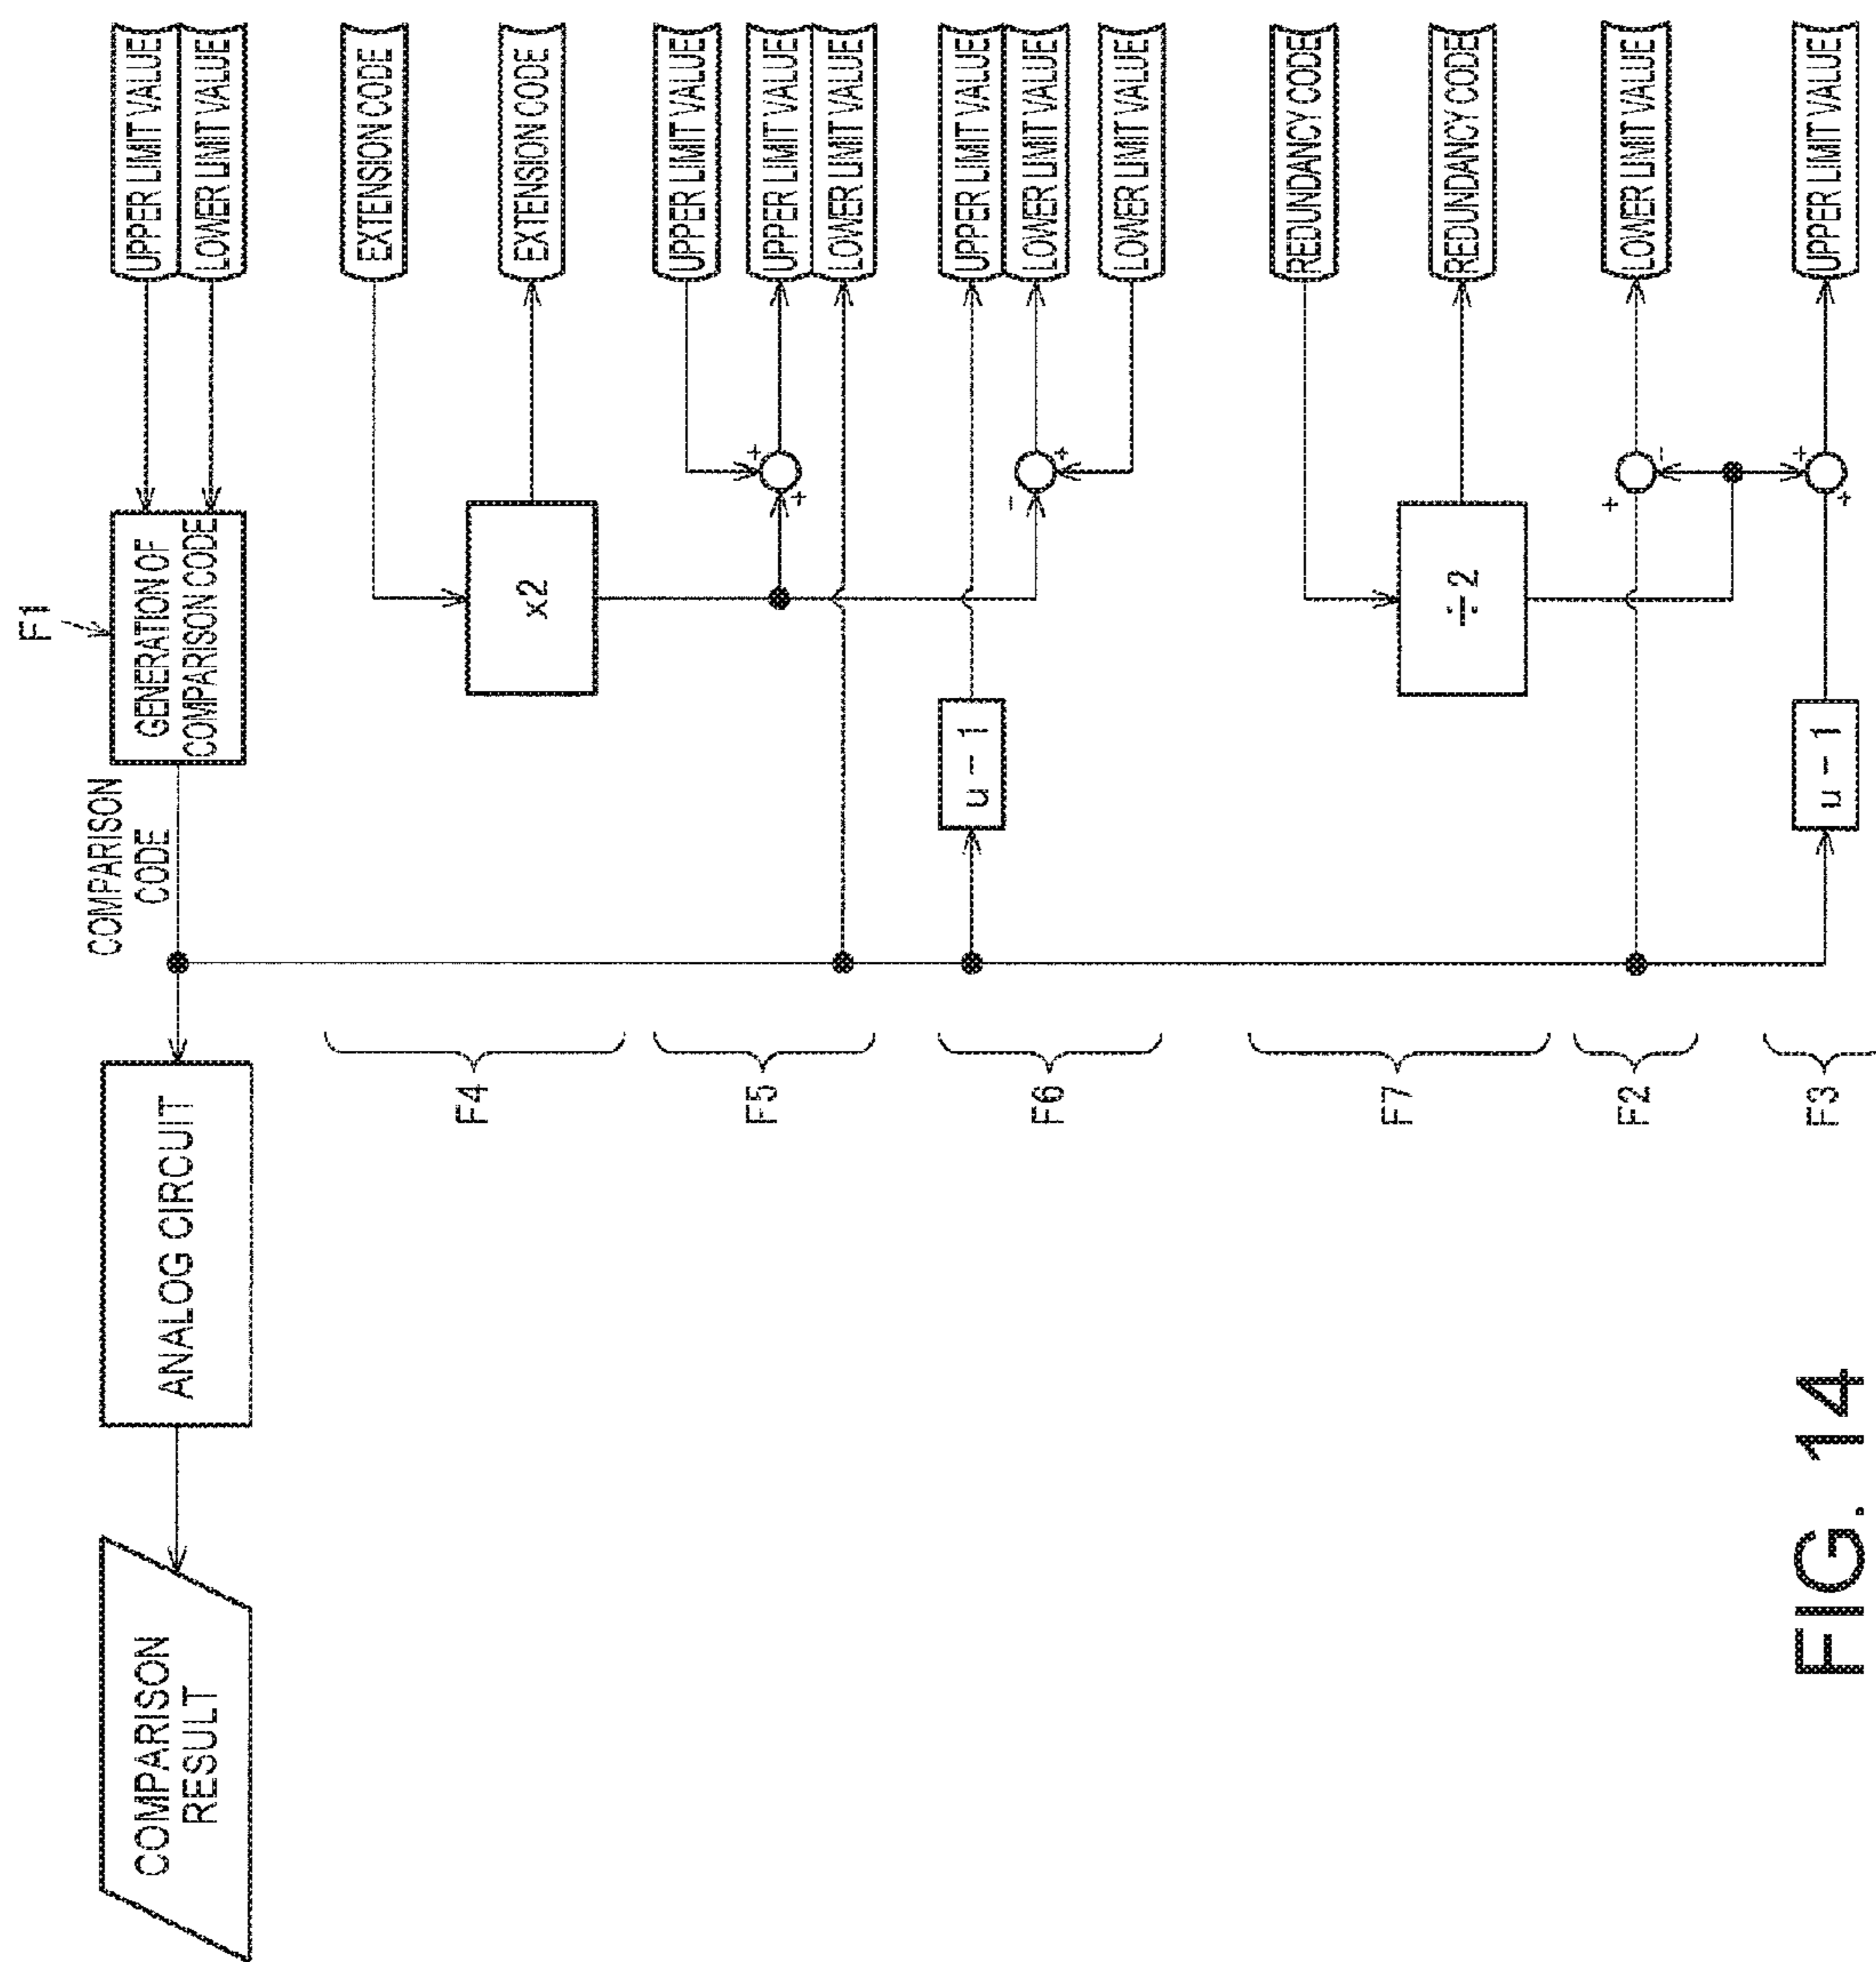 COMPARISON
RESULT
ANALOG CIRCUIT
COMPARISON
CODE
F1
GENERATION OF
COMPARISON CODE
UPPER LIMIT VALUE
LOWER LIMIT VALUE
F4
x2
EXTENSION CODE
EXTENSION CODE
F5
+
+
UPPER LIMIT VALUE
UPPER LIMIT VALUE
LOWER LIMIT VALUE
F6
u - 1
-
+
UPPER LIMIT VALUE
LOWER LIMIT VALUE
LOWER LIMIT VALUE
F7
÷2
REDUNDANCY CODE
REDUNDANCY CODE
F2
+
-
LOWER LIMIT VALUE
F3
u - 1
+
+
UPPER LIMIT VALUE
FIG. 14